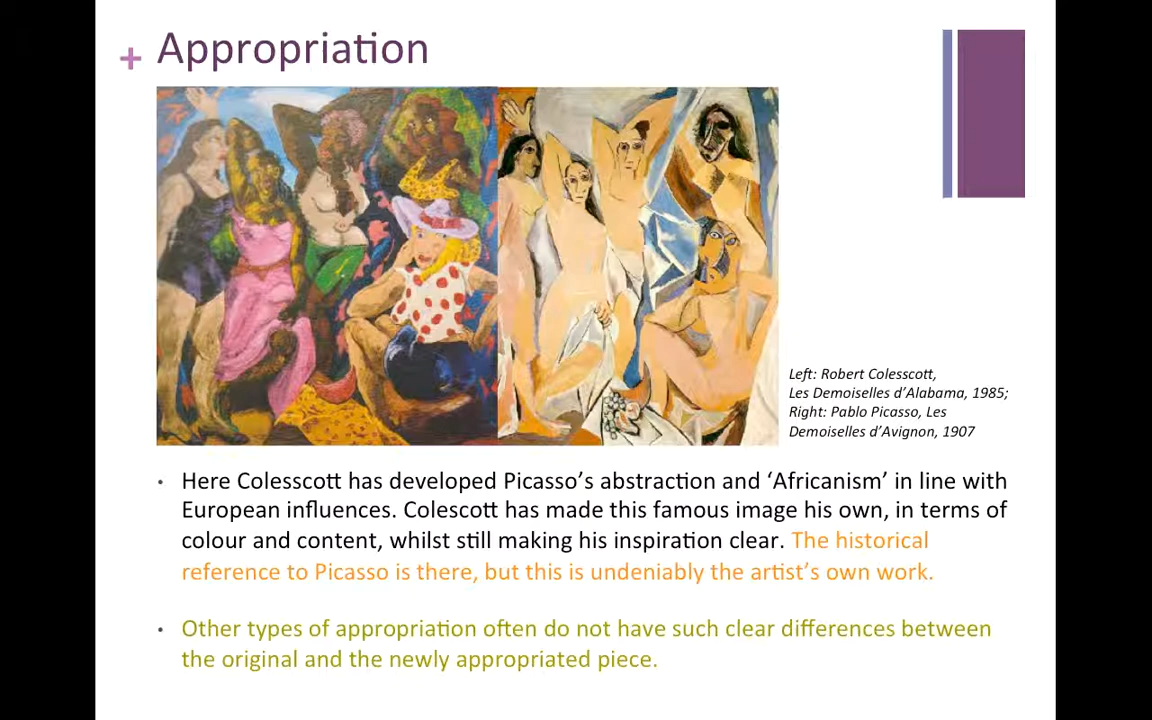 + Appropriation
Left: Robert Colesscott,
Les Demoiselles d’Alabama, 1985;
Right: Pablo Picasso, Les
Demoiselles d’Avignon, 1907
• Here Colesscott has developed Picasso’s abstraction and ‘Africanism’ in line with
European influences. Colescott has made this famous image his own, in terms of
colour and content, whilst still making his inspiration clear. The historical
reference to Picasso is there, but this is undeniably the artist’s own work.
• Other types of appropriation often do not have such clear differences between
the original and the newly appropriated piece.